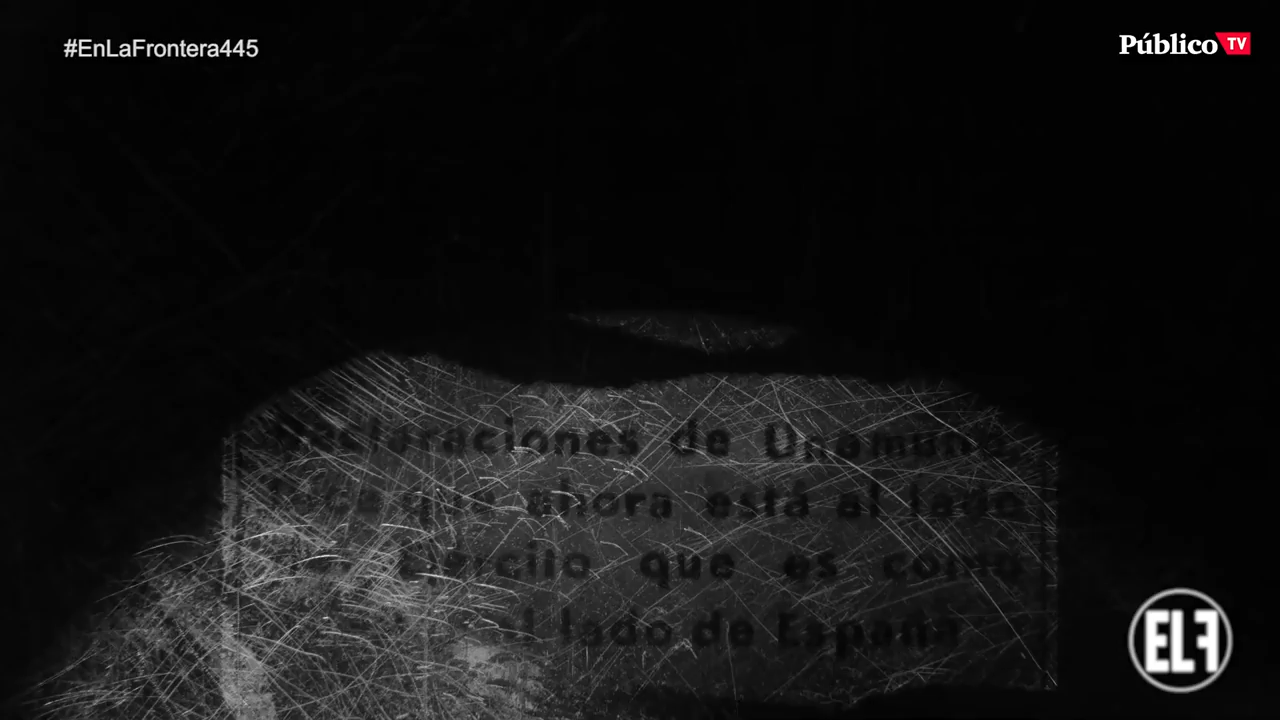 #EnLaFrontera445
Público TV
Declaraciones de Unamuno
que ahora está al lado
Ejército que es como
al lado de España
ELF